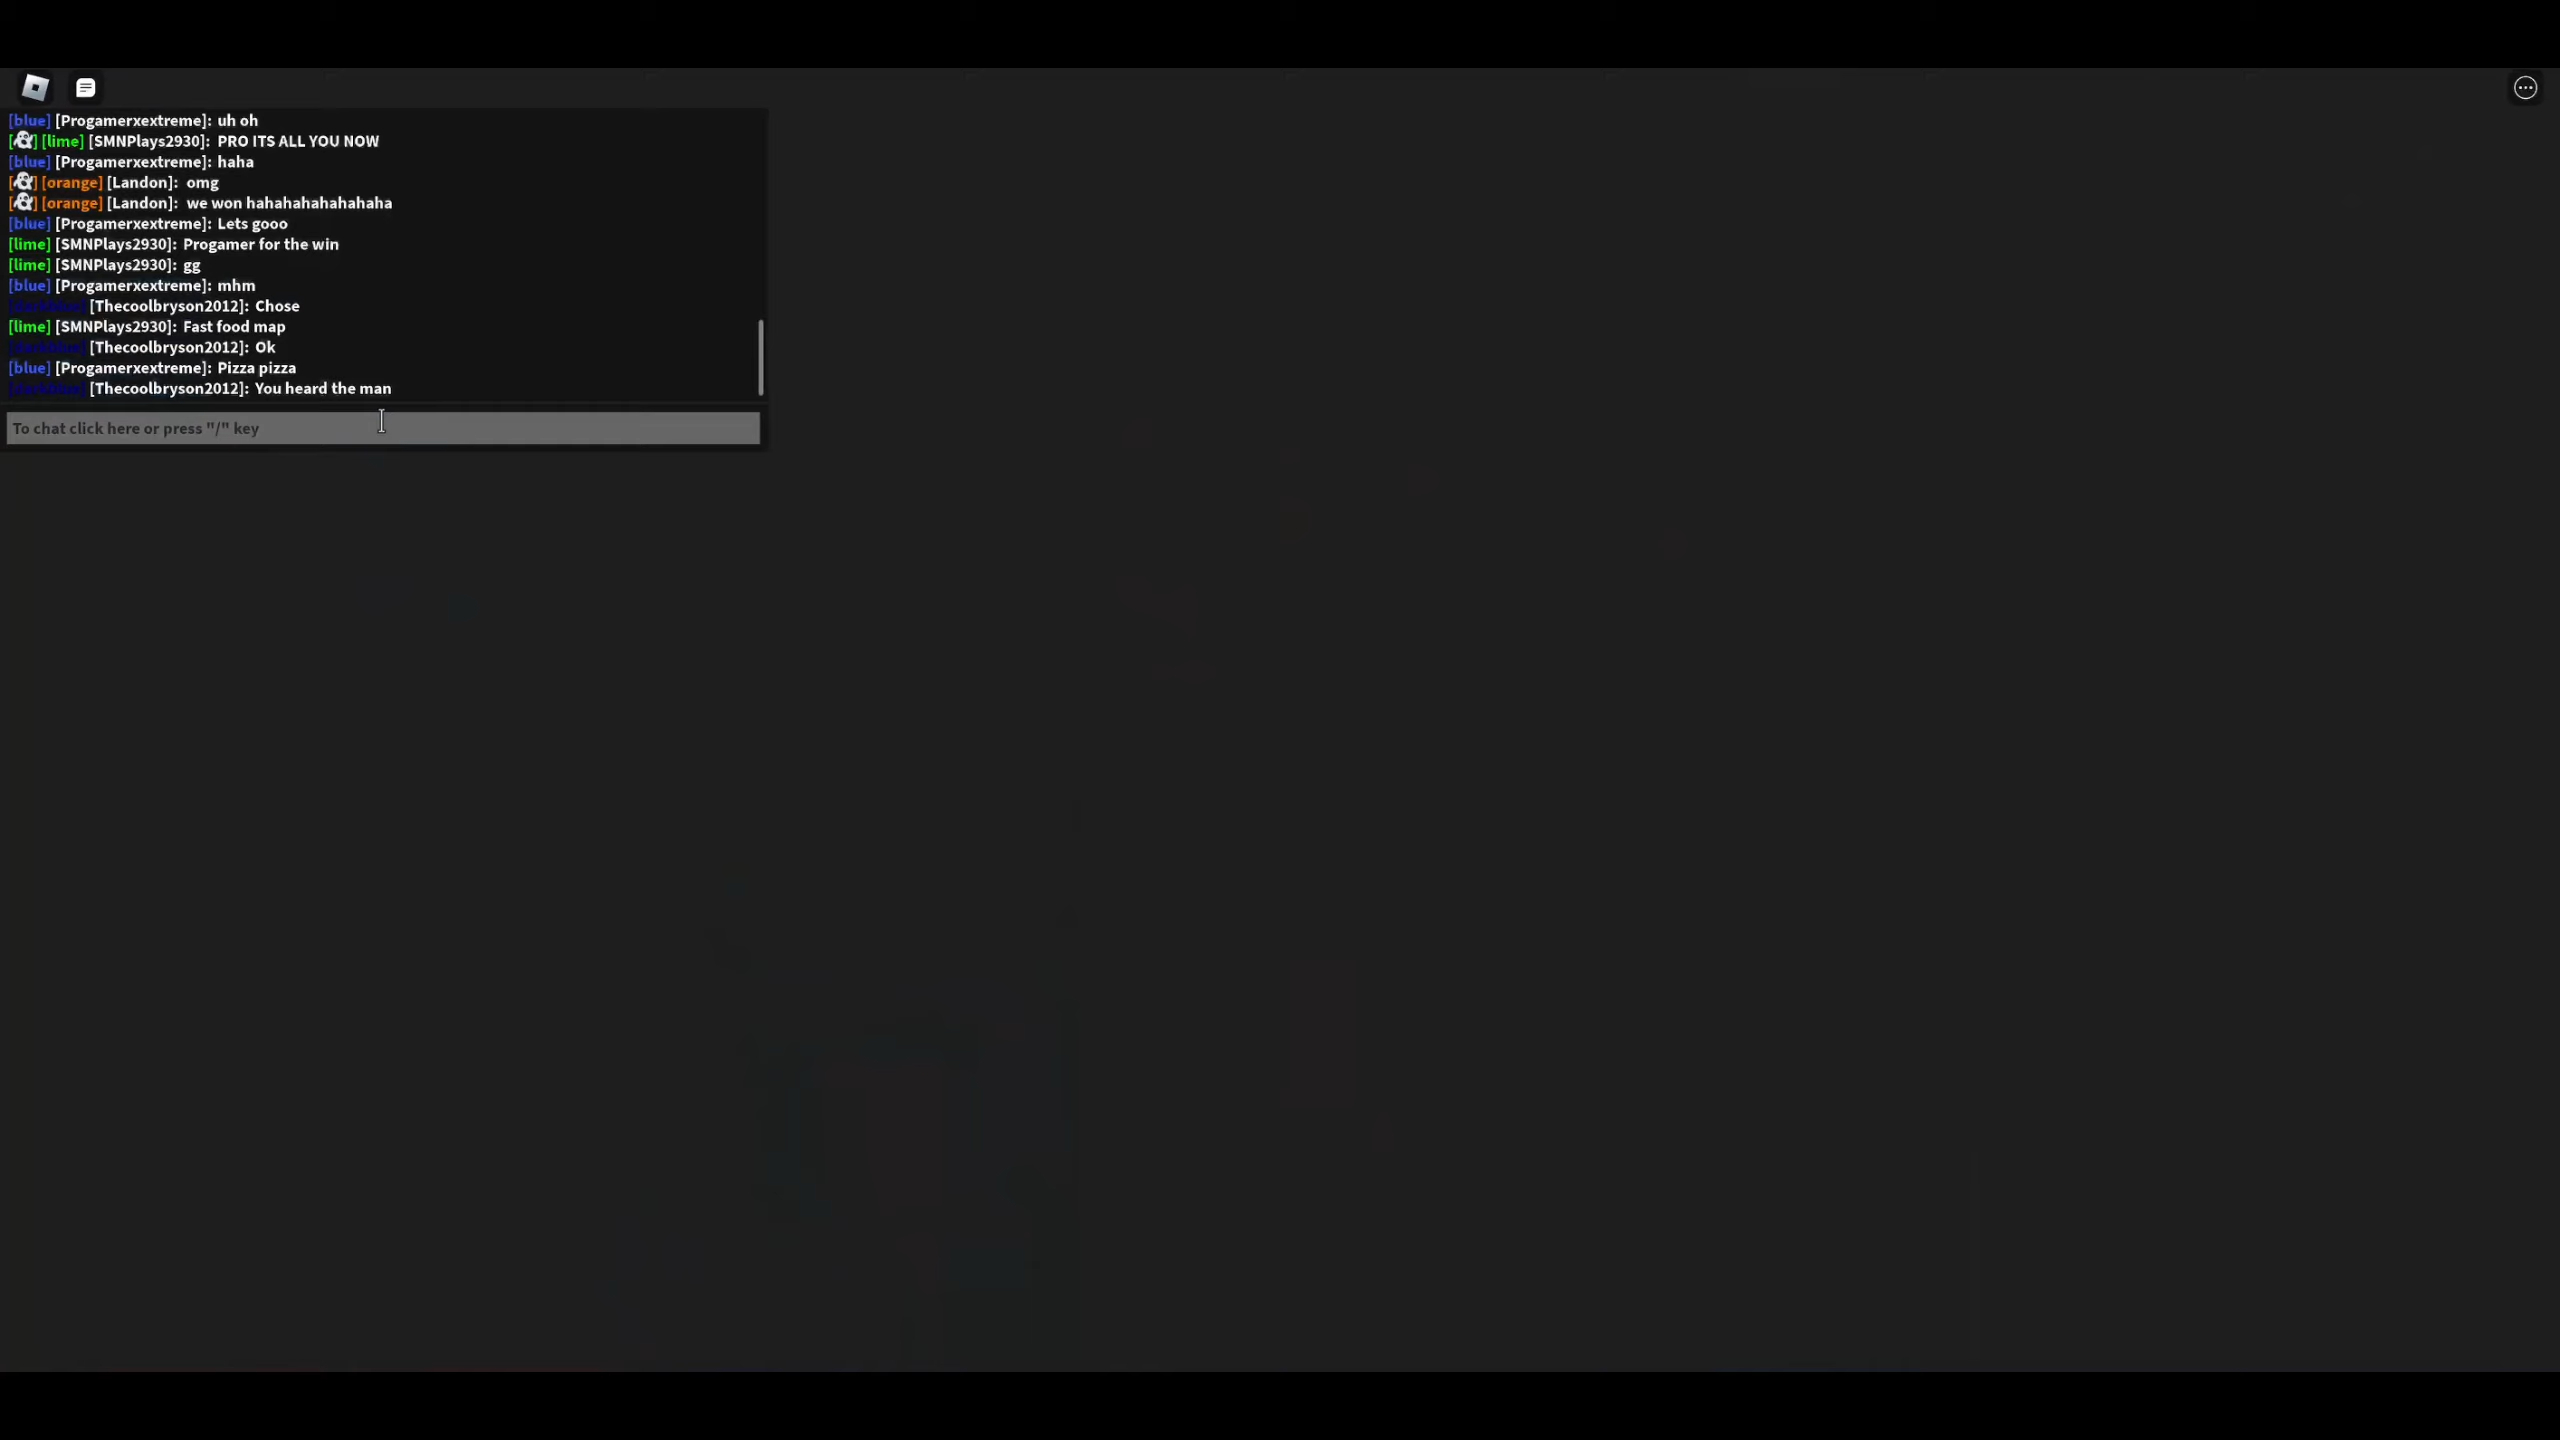 [blue] [Progamerxextreme]: uh oh
[👻] [lime] [SMNPlays2930]: PRO ITS ALL YOU NOW
[blue] [Progamerxextreme]: haha
[👻] [orange] [Landon]: omg
[👻] [orange] [Landon]: we won hahahahahahahaha
[blue] [Progamerxextreme]: Lets gooo
[lime] [SMNPlays2930]: Progamer for the win
[lime] [SMNPlays2930]: gg
[blue] [Progamerxextreme]: mhm
[Thecoolbryson2012]: Chose
[lime] [SMNPlays2930]: Fast food map
[Thecoolbryson2012]: Ok
[blue] [Progamerxextreme]: Pizza pizza
[Thecoolbryson2012]: You heard the man
To chat click here or press "/" key